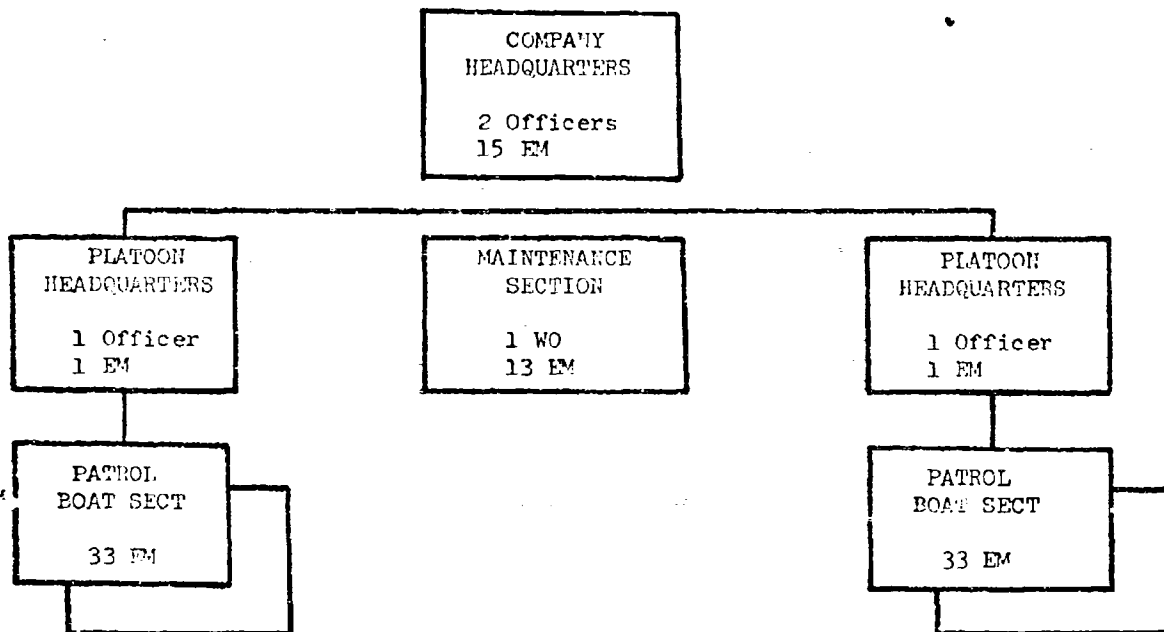 COMPANY
HEADQUARTERS
2 Officers
15 EM
PLATOON
HEADQUARTERS
1 Officer
1 EM
MAINTENANCE
SECTION
1 WO
13 EM
PLATOON
HEADQUARTERS
1 Officer
1 EM
PATROL
BOAT SECT
33 EM
PATROL
BOAT SECT
33 EM